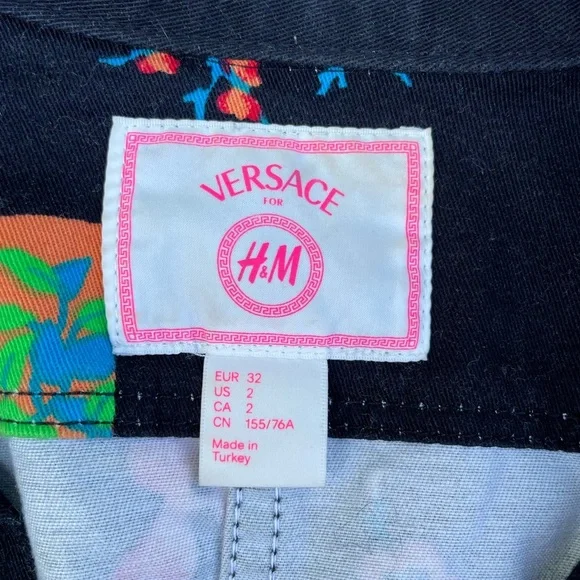 VERSACE
FOR
H&M
EUR 32
US 2
CA 2
CN 155/76A
Made in
Turkey